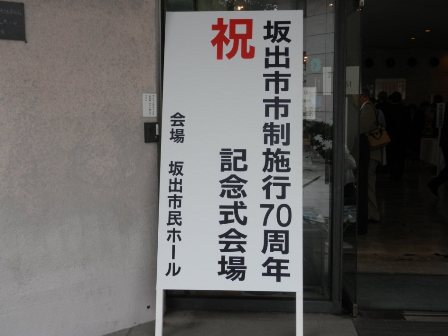 祝
坂出市市制施行70周年
記念式会場
会場 坂出市民ホール